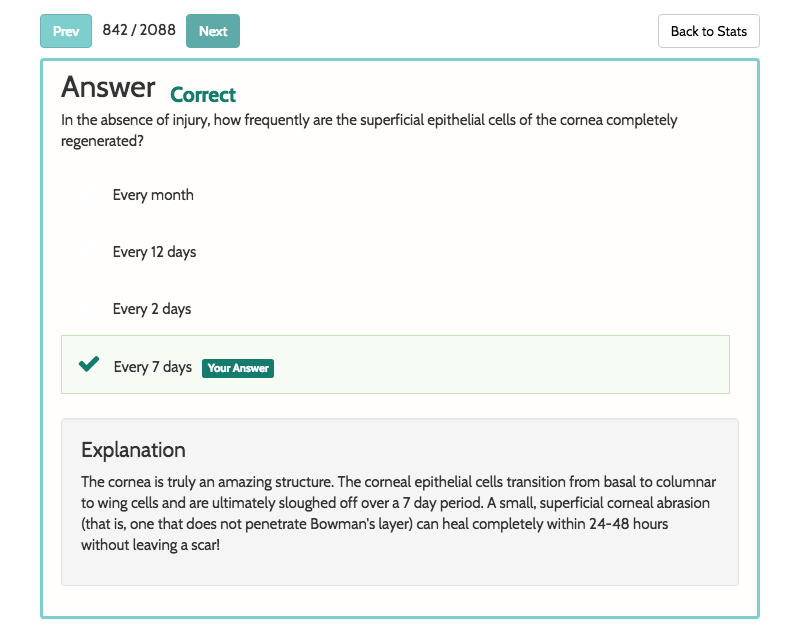 Prev 842 / 2088 Next Back to Stats
Answer Correct
In the absence of injury, how frequently are the superficial epithelial cells of the cornea completely
regenerated?
Every month
Every 12 days
Every 2 days
Every 7 days Your Answer
Explanation
The cornea is truly an amazing structure. The corneal epithelial cells transition from basal to columnar
to wing cells and are ultimately sloughed off over a 7 day period. A small, superficial corneal abrasion
(that is, one that does not penetrate Bowman's layer) can heal completely within 24-48 hours
without leaving a scar!